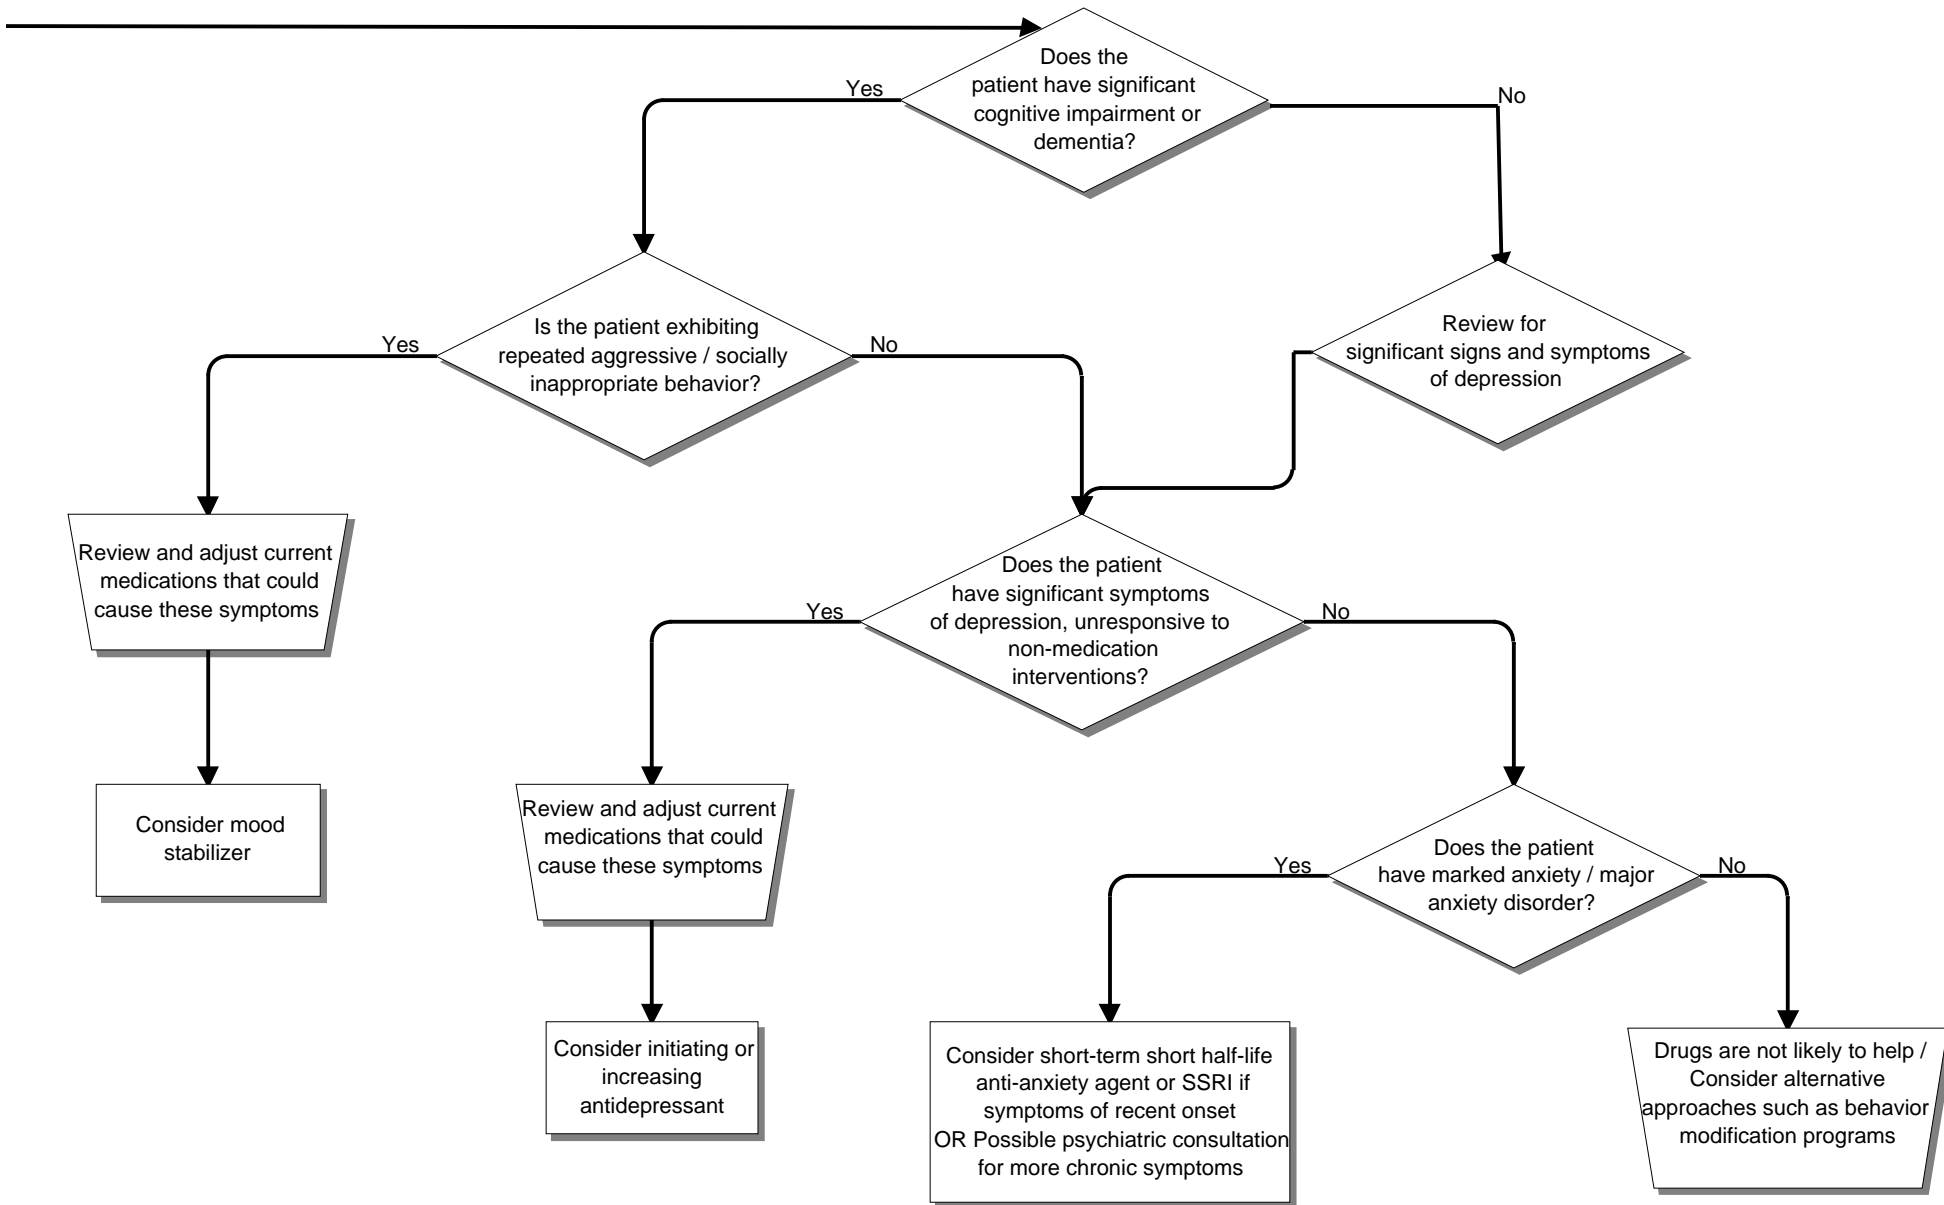 Does the
patient have significant
cognitive impairment or
dementia?
Yes
No
Is the patient exhibiting
repeated aggressive / socially
inappropriate behavior?
Yes
No
Review for
significant signs and symptoms
of depression
Review and adjust current
medications that could
cause these symptoms
Does the patient
have significant symptoms
of depression, unresponsive to
non-medication
interventions?
Yes
No
Consider mood
stabilizer
Review and adjust current
medications that could
cause these symptoms
Does the patient
have marked anxiety / major
anxiety disorder?
Yes
No
Consider initiating or
increasing
antidepressant
Consider short-term short half-life
anti-anxiety agent or SSRI if
symptoms of recent onset
OR Possible psychiatric consultation
for more chronic symptoms
Drugs are not likely to help /
Consider alternative
approaches such as behavior
modification programs